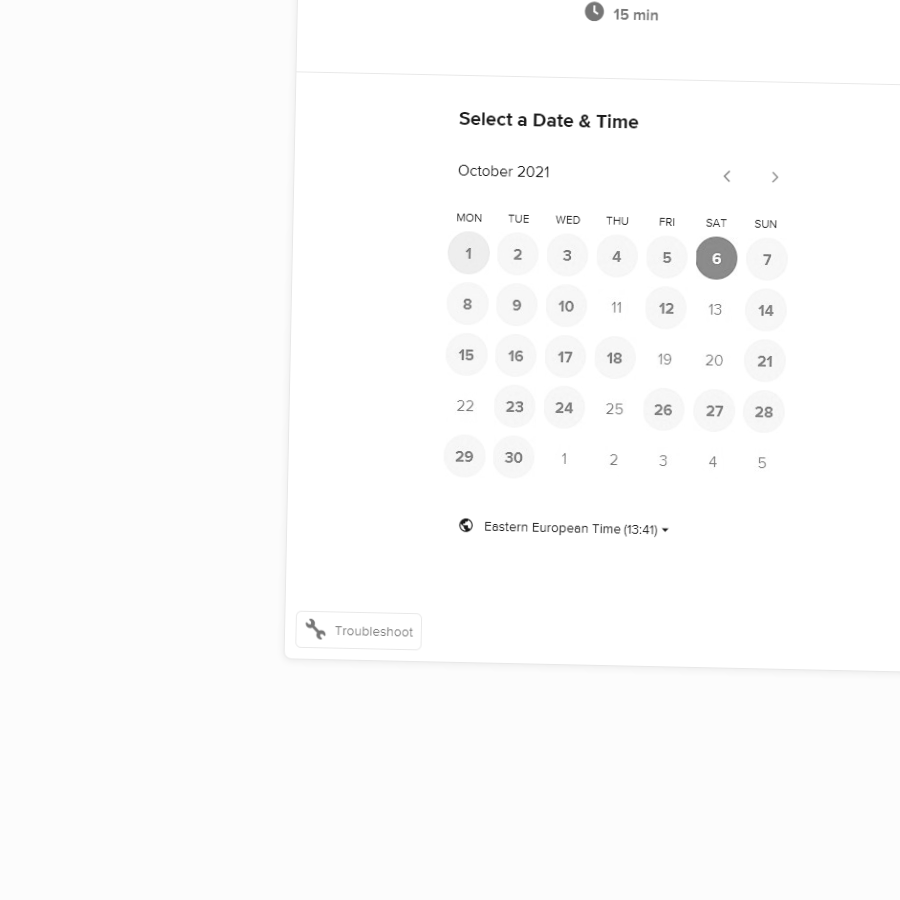 15 min
Select a Date & Time
October 2021
MON TUE WED THU FRI SAT SUN
1 2 3 4 5 6 7
8 9 10 11 12 13 14
15 16 17 18 19 20 21
22 23 24 25 26 27 28
29 30 1 2 3 4 5
Eastern European Time (13:41)
Troubleshoot